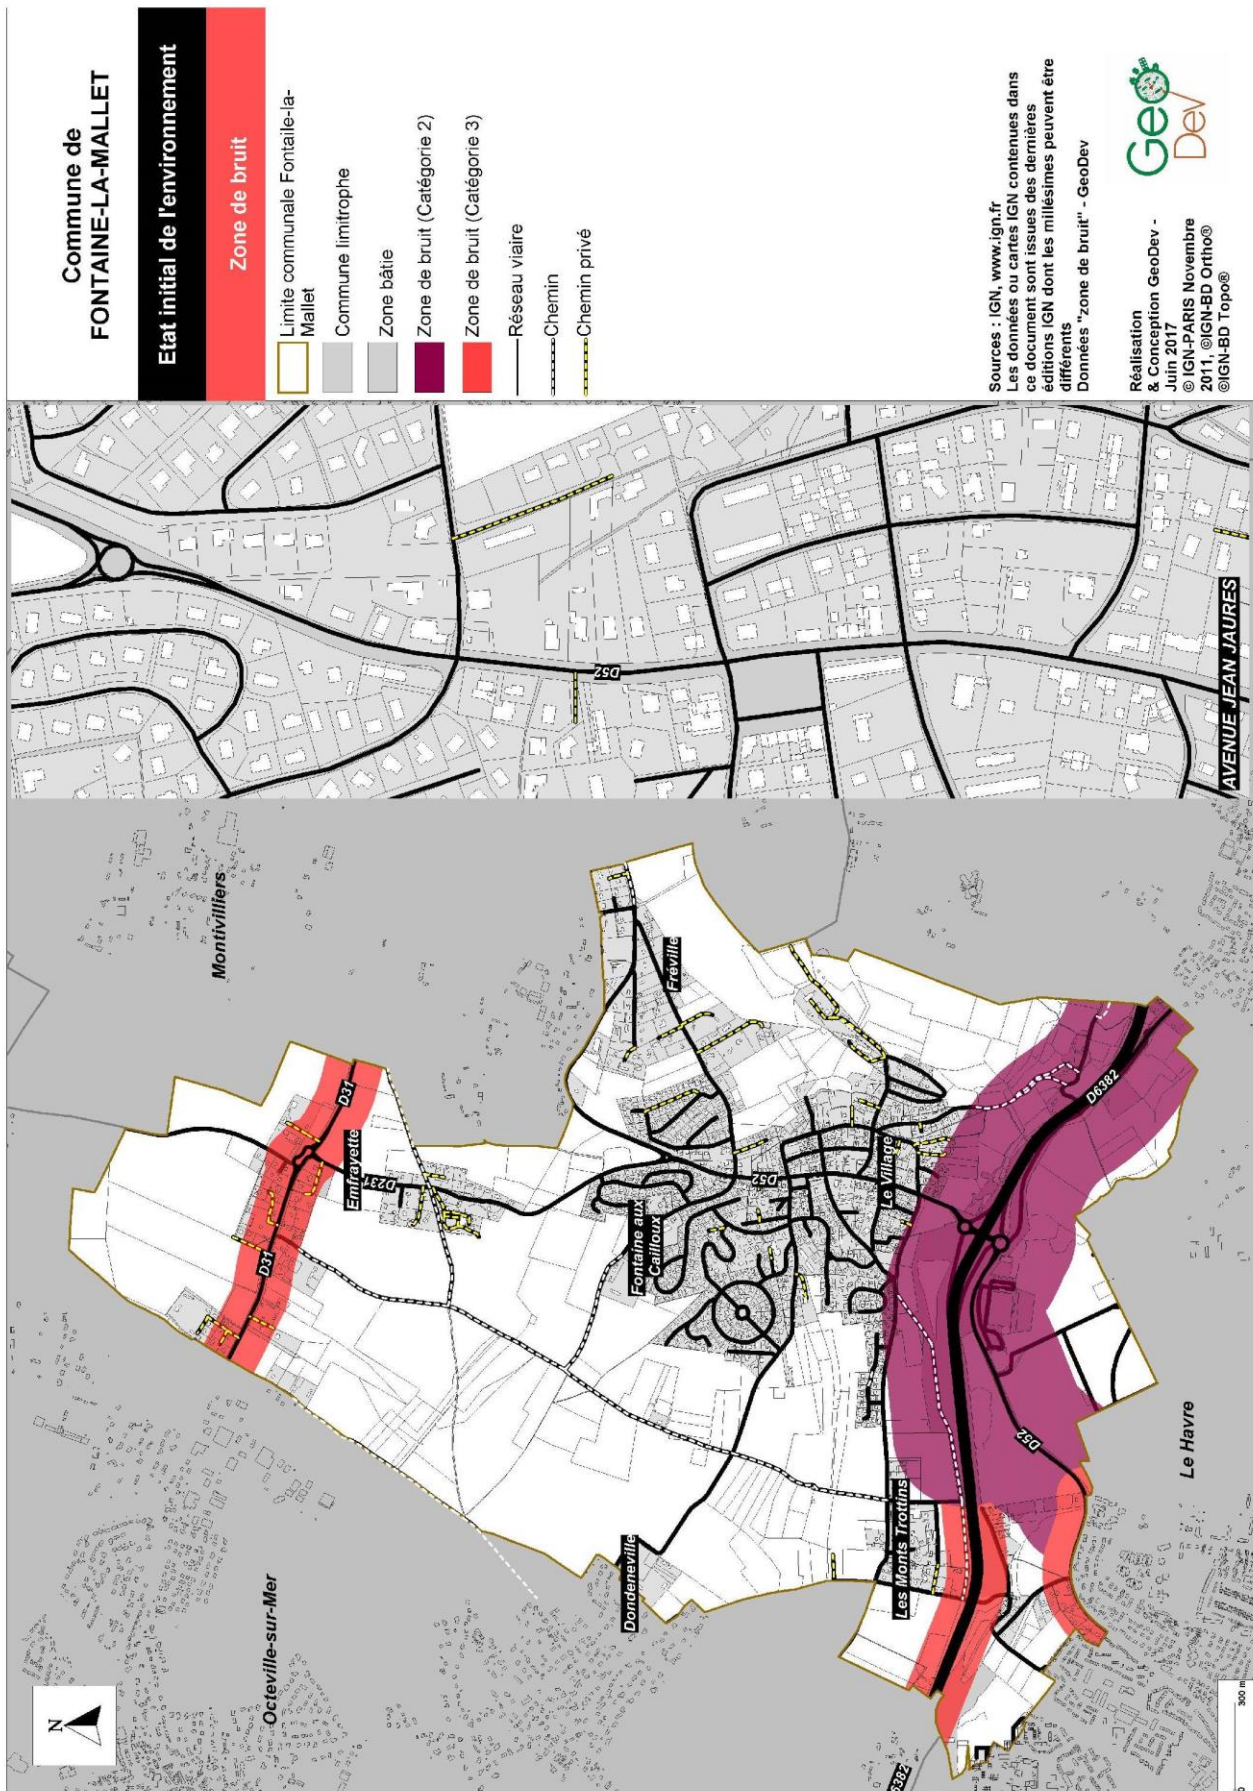 Commune de
FONTAINE-LA-MALLET
Etat initial de l'environnement
Zone de bruit
Limite communale Fontaile-la-
Mallet
Commune limitrophe
Zone bâtie
Zone de bruit (Catégorie 2)
Zone de bruit (Catégorie 3)
Réseau viaire
Chemin
Chemin privé
Sources : IGN, www.ign.fr
Les données ou cartes IGN contenues dans
ce document sont issues des dernières
éditions IGN dont les millésimes peuvent être
différents
Données "zone de bruit" - GeoDev
Réalisation
& Conception GeoDev -
Juin 2017
© IGN-PARIS Novembre
2011, ©IGN-BD Ortho®
©IGN-BD Topo®
Geo
Dev
D52
AVENUE JEAN JAURES
N
Octeville-sur-Mer
Montivilliers
D31
D31
Emfrayette
D231
Dondeneville
Fontaine aux
Cailloux
Fréville
D52
Le Village
Les Monts Trottins
D6382
D52
Le Havre
6382
0
300 m